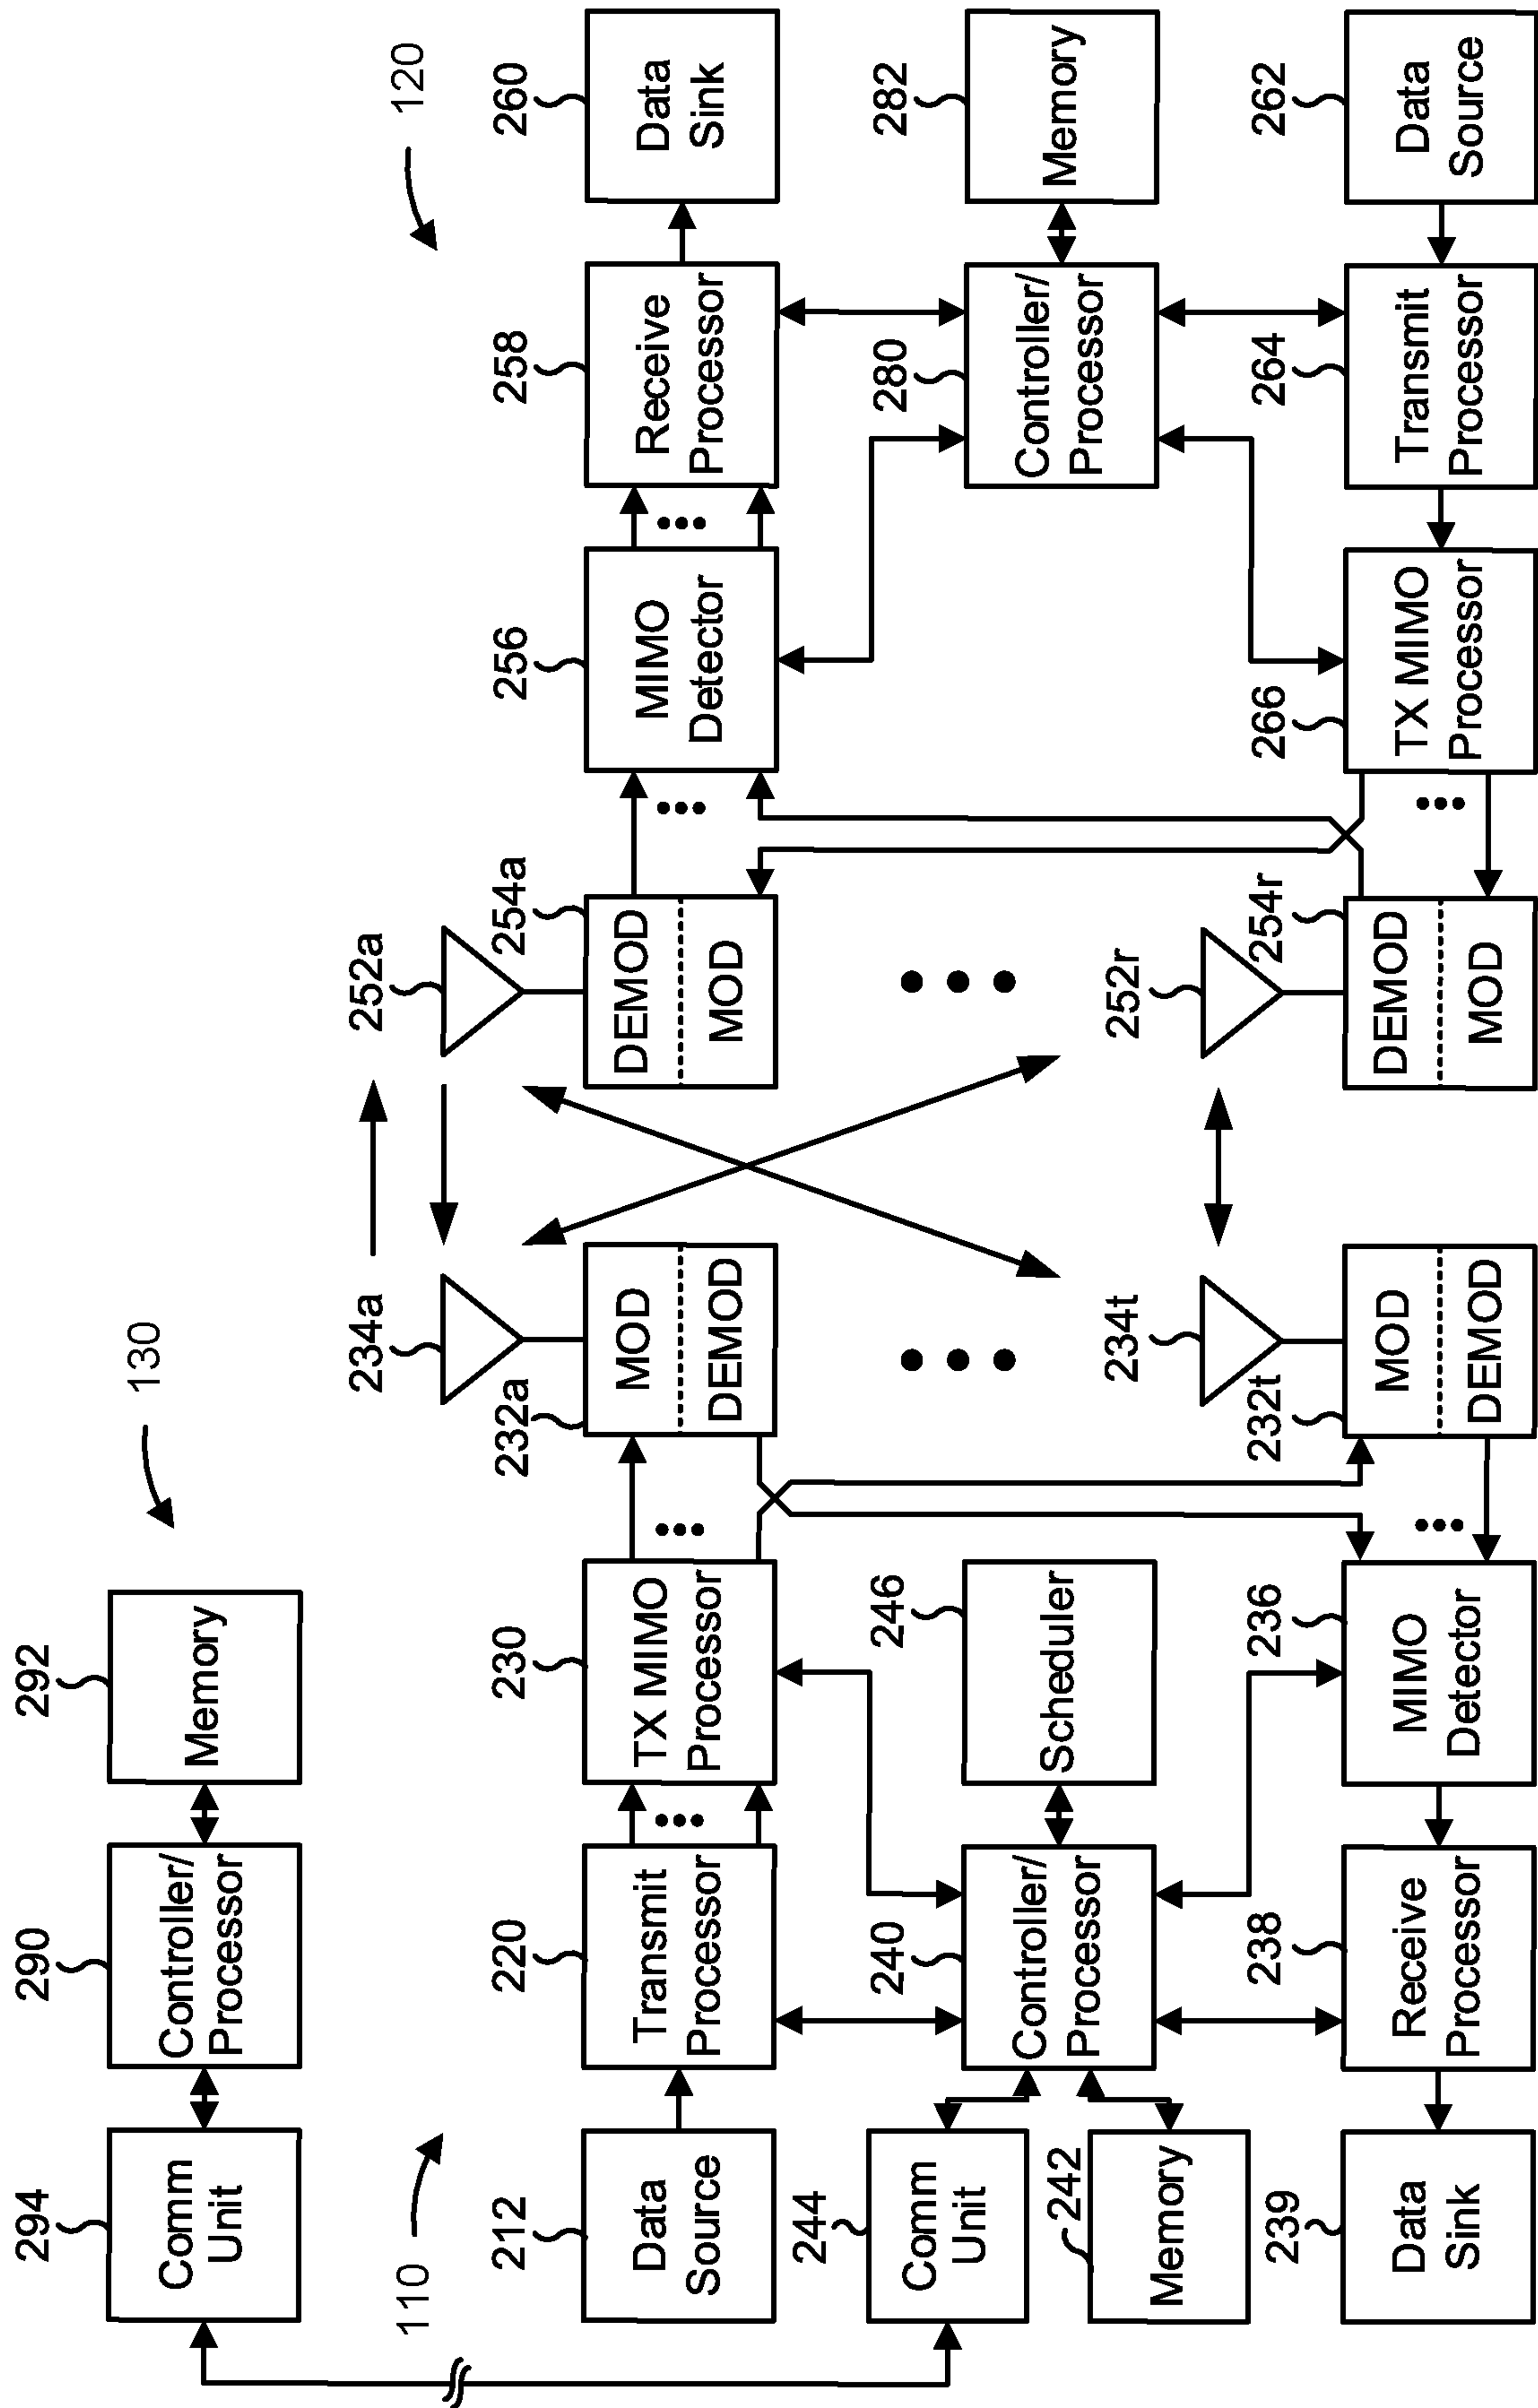 294
Comm
Unit
290
Controller/
Processor
292
Memory
130
110
120
212
Data
Source
220
Transmit
Processor
230
TX MIMO
Processor
232a
MOD
DEMOD
234a
252a
254a
DEMOD
MOD
256
MIMO
Detector
258
Receive
Processor
260
Data
Sink
244
Comm
Unit
242
Memory
240
Controller/
Processor
246
Scheduler
280
Controller/
Processor
282
Memory
239
Data
Sink
238
Receive
Processor
236
MIMO
Detector
232t
MOD
DEMOD
234t
252r
254r
DEMOD
MOD
266
TX MIMO
Processor
264
Transmit
Processor
262
Data
Source